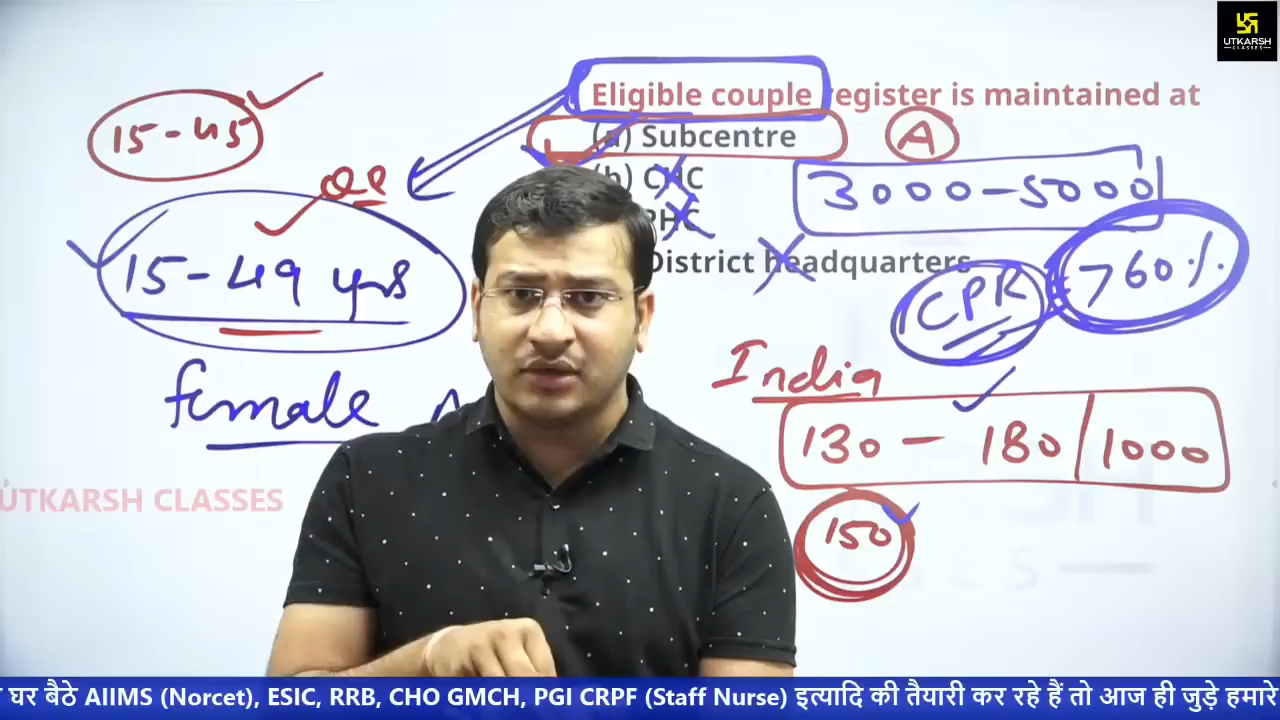 UTKARSH
CLASSES
Eligible couple register is maintained at
(a) Subcentre
A
(b) CHC
PHC
District headquarters
3000-5000
CPR
760%
India
130 - 180/1000
150
15-45
15-49 yrs
female
UTKARSH CLASSES
घर बैठे AIIMS (Norcet), ESIC, RRB, CHO GMCH, PGI CRPF (Staff Nurse) इत्यादि की तैयारी कर रहे हैं तो आज ही जुड़े हमारे